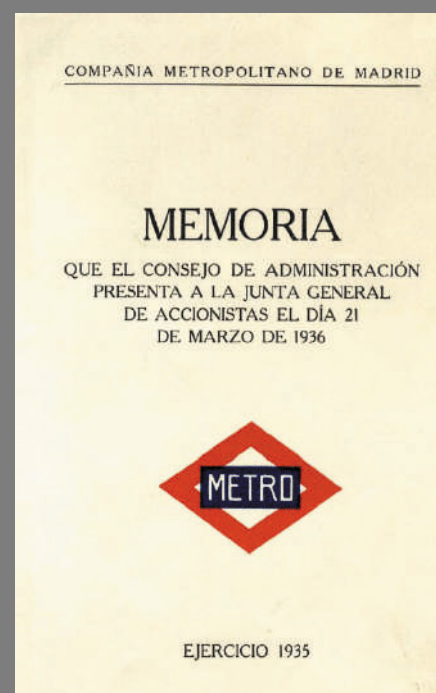 COMPAÑIA METROPOLITANO DE MADRID
MEMORIA
QUE EL CONSEJO DE ADMINISTRACIÓN
PRESENTA A LA JUNTA GENERAL
DE ACCIONISTAS EL DÍA 21
DE MARZO DE 1936
METRO
EJERCICIO 1935